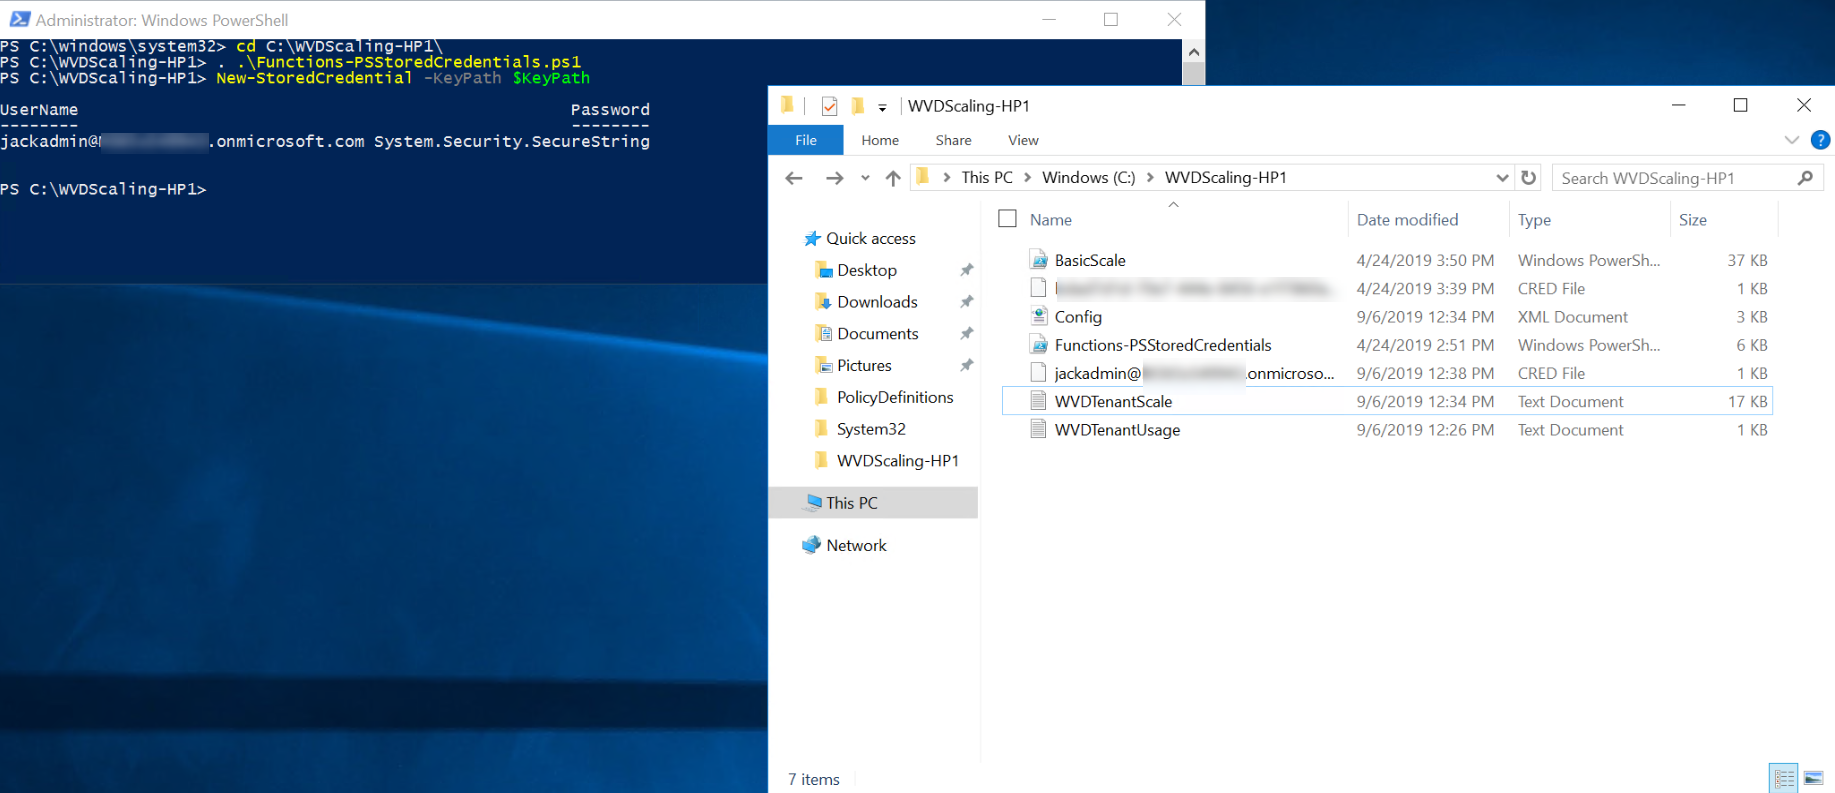 Administrator: Windows PowerShell
PS C:\windows\system32> cd C:\WVDScaling-HP1\
PS C:\WVDScaling-HP1> . .\Functions-PSStoredCredentials.ps1
PS C:\WVDScaling-HP1> New-StoredCredential -KeyPath $KeyPath
UserName Password
-------- --------
jackadmin@ .onmicrosoft.com System.Security.SecureString
PS C:\WVDScaling-HP1>
WVDScaling-HP1
File Home Share View
This PC > Windows (C:) > WVDScaling-HP1
Search WVDScaling-HP1
Quick access
Desktop
Downloads
Documents
Pictures
PolicyDefinitions
System32
WVDScaling-HP1
This PC
Network
Name Date modified Type Size
BasicScale 4/24/2019 3:50 PM Windows PowerSh... 37 KB
4/24/2019 3:39 PM CRED File 1 KB
Config 9/6/2019 12:34 PM XML Document 3 KB
Functions-PSStoredCredentials 4/24/2019 2:51 PM Windows PowerSh... 6 KB
jackadmin@ .onmicroso... 9/6/2019 12:38 PM CRED File 1 KB
WVDTenantScale 9/6/2019 12:34 PM Text Document 17 KB
WVDTenantUsage 9/6/2019 12:26 PM Text Document 1 KB
7 items